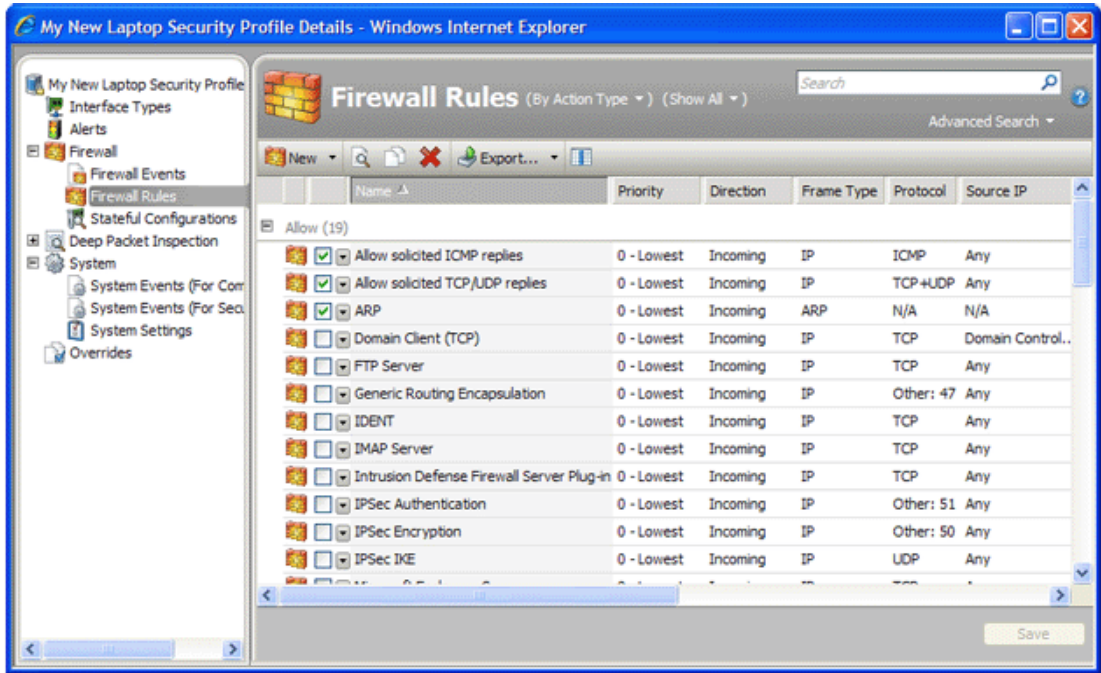 My New Laptop Security Profile Details - Windows Internet Explorer
My New Laptop Security Profile
Interface Types
Alerts
Firewall
Firewall Events
Firewall Rules
Stateful Configurations
Deep Packet Inspection
System
System Events (For Com
System Events (For Secu
System Settings
Overrides
Firewall Rules (By Action Type ) (Show All )
Search
Advanced Search
New Export...
Name Priority Direction Frame Type Protocol Source IP
Allow (19)
Allow solicited ICMP replies 0 - Lowest Incoming IP ICMP Any
Allow solicited TCP/UDP replies 0 - Lowest Incoming IP TCP+UDP Any
ARP 0 - Lowest Incoming ARP N/A N/A
Domain Client (TCP) 0 - Lowest Incoming IP TCP Domain Control..
FTP Server 0 - Lowest Incoming IP TCP Any
Generic Routing Encapsulation 0 - Lowest Incoming IP Other: 47 Any
IDENT 0 - Lowest Incoming IP TCP Any
IMAP Server 0 - Lowest Incoming IP TCP Any
Intrusion Defense Firewall Server Plug-in 0 - Lowest Incoming IP TCP Any
IPSec Authentication 0 - Lowest Incoming IP Other: 51 Any
IPSec Encryption 0 - Lowest Incoming IP Other: 50 Any
IPSec IKE 0 - Lowest Incoming IP UDP Any
Save